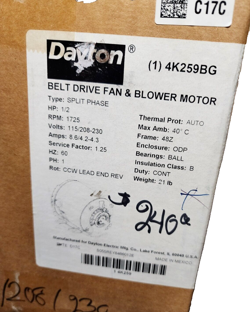 C17C
Dayton®
(1) 4K259BG
BELT DRIVE FAN & BLOWER MOTOR
Type: SPLIT PHASE
HP: 1/2
RPM: 1725
Volts: 115/208-230
Amps: 8.6/4.2-4.3
Service Factor: 1.25
HZ: 60
PH: 1
Rot: CCW LEAD END REV
Thermal Prot: AUTO
Max Amb: 40° C
Frame: 48Z
Enclosure: ODP
Bearings: BALL
Insulation Class: B
Duty: CONT
Weight: 21 lb
Manufactured for Dayton Electric Mfg. Co., Lake Forest, IL 60045 U.S.A.
208/230